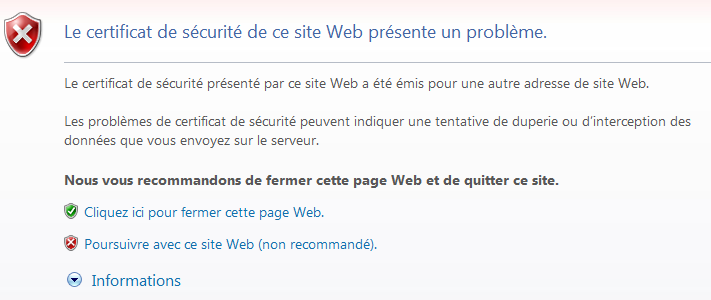 Le certificat de sécurité de ce site Web présente un problème.
Le certificat de sécurité présenté par ce site Web a été émis pour une autre adresse de site Web.
Les problèmes de certificat de sécurité peuvent indiquer une tentative de duperie ou d'interception des
données que vous envoyez sur le serveur.
Nous vous recommandons de fermer cette page Web et de quitter ce site.
Cliquez ici pour fermer cette page Web.
Poursuivre avec ce site Web (non recommandé).
Informations